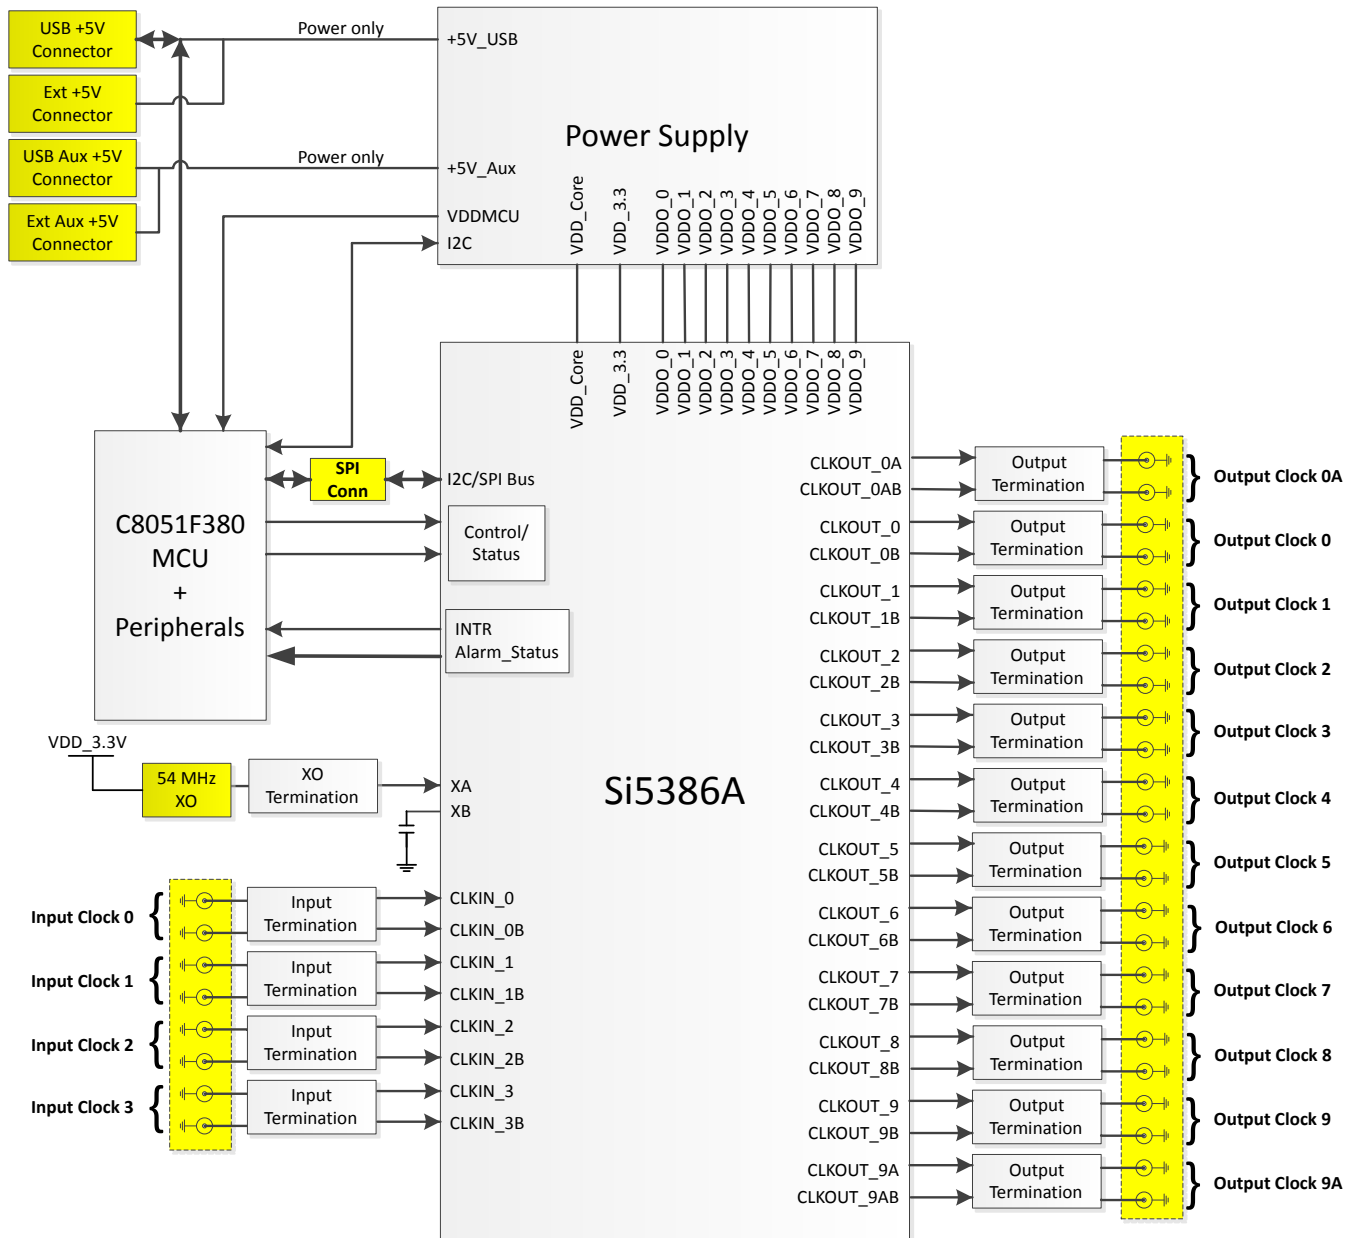 USB +5V
Connector
Ext +5V
Connector
USB Aux +5V
Connector
Ext Aux +5V
Connector
Power only
Power only
+5V_USB
+5V_Aux
VDDMCU
I2C
Power Supply
VDD_Core
VDD_3.3
VDDO_0
VDDO_1
VDDO_2
VDDO_3
VDDO_4
VDDO_5
VDDO_6
VDDO_7
VDDO_8
VDDO_9
VDD_Core
VDD_3.3
VDDO_0
VDDO_1
VDDO_2
VDDO_3
VDDO_4
VDDO_5
VDDO_6
VDDO_7
VDDO_8
VDDO_9
C8051F380
MCU
+
Peripherals
SPI
Conn
I2C/SPI Bus
Control/
Status
INTR
Alarm_Status
VDD_3.3V
54 MHz
XO
XO
Termination
XA
XB
Si5386A
Input Clock 0
Input
Termination
CLKIN_0
CLKIN_0B
Input Clock 1
Input
Termination
CLKIN_1
CLKIN_1B
Input Clock 2
Input
Termination
CLKIN_2
CLKIN_2B
Input Clock 3
Input
Termination
CLKIN_3
CLKIN_3B
CLKOUT_0A
CLKOUT_0AB
Output
Termination
Output Clock 0A
CLKOUT_0
CLKOUT_0B
Output
Termination
Output Clock 0
CLKOUT_1
CLKOUT_1B
Output
Termination
Output Clock 1
CLKOUT_2
CLKOUT_2B
Output
Termination
Output Clock 2
CLKOUT_3
CLKOUT_3B
Output
Termination
Output Clock 3
CLKOUT_4
CLKOUT_4B
Output
Termination
Output Clock 4
CLKOUT_5
CLKOUT_5B
Output
Termination
Output Clock 5
CLKOUT_6
CLKOUT_6B
Output
Termination
Output Clock 6
CLKOUT_7
CLKOUT_7B
Output
Termination
Output Clock 7
CLKOUT_8
CLKOUT_8B
Output
Termination
Output Clock 8
CLKOUT_9
CLKOUT_9B
Output
Termination
Output Clock 9
CLKOUT_9A
CLKOUT_9AB
Output
Termination
Output Clock 9A